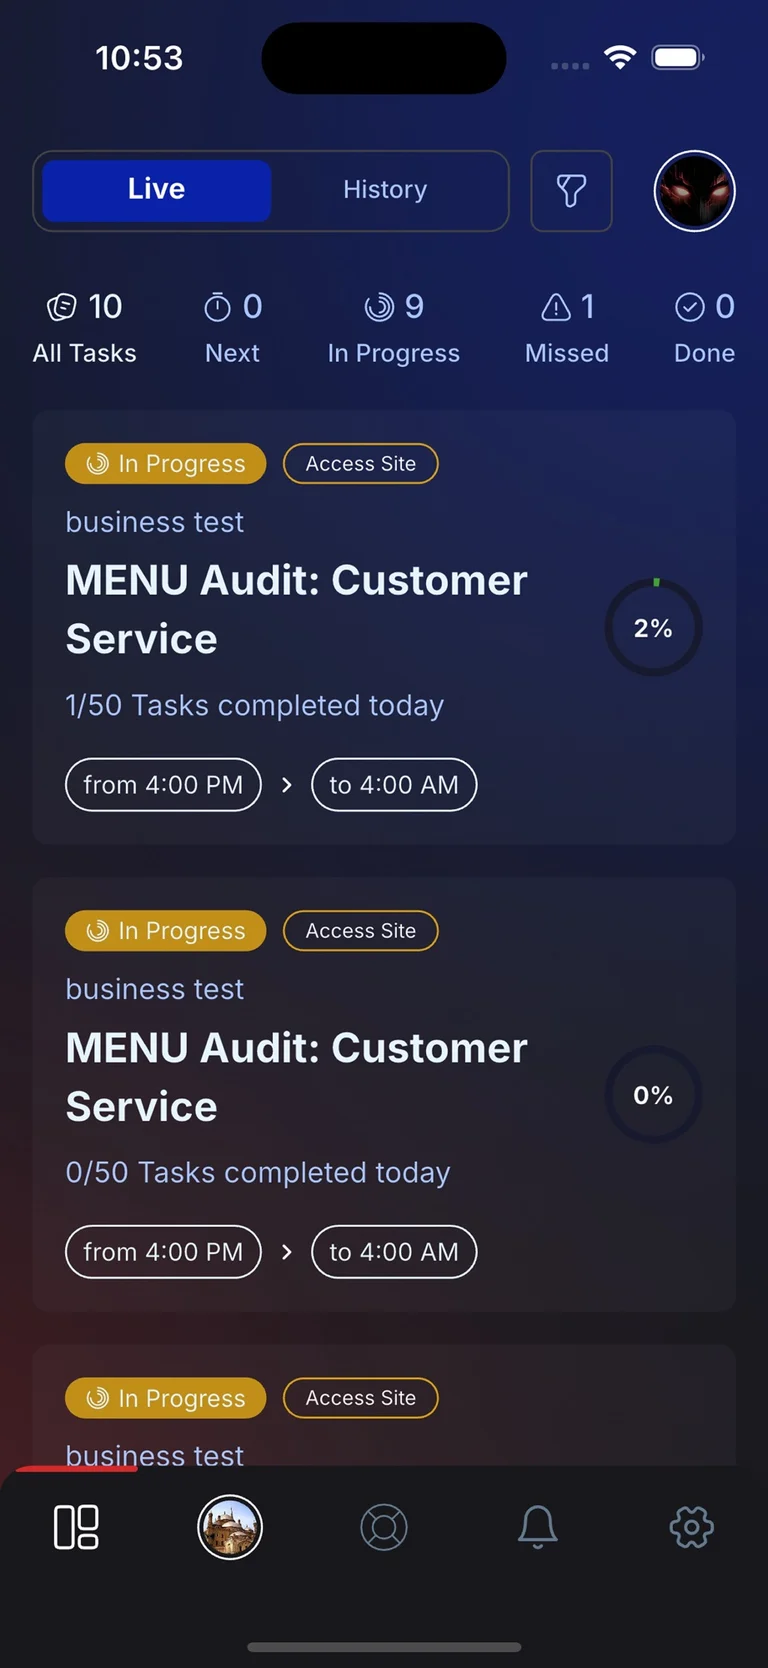 10:53
Live
History
10
0
9
1
0
All Tasks
Next
In Progress
Missed
Done
In Progress
Access Site
business test
MENU Audit: Customer
Service
2%
1/50 Tasks completed today
from 4:00 PM
to 4:00 AM
In Progress
Access Site
business test
MENU Audit: Customer
Service
0%
0/50 Tasks completed today
from 4:00 PM
to 4:00 AM
In Progress
Access Site
business test